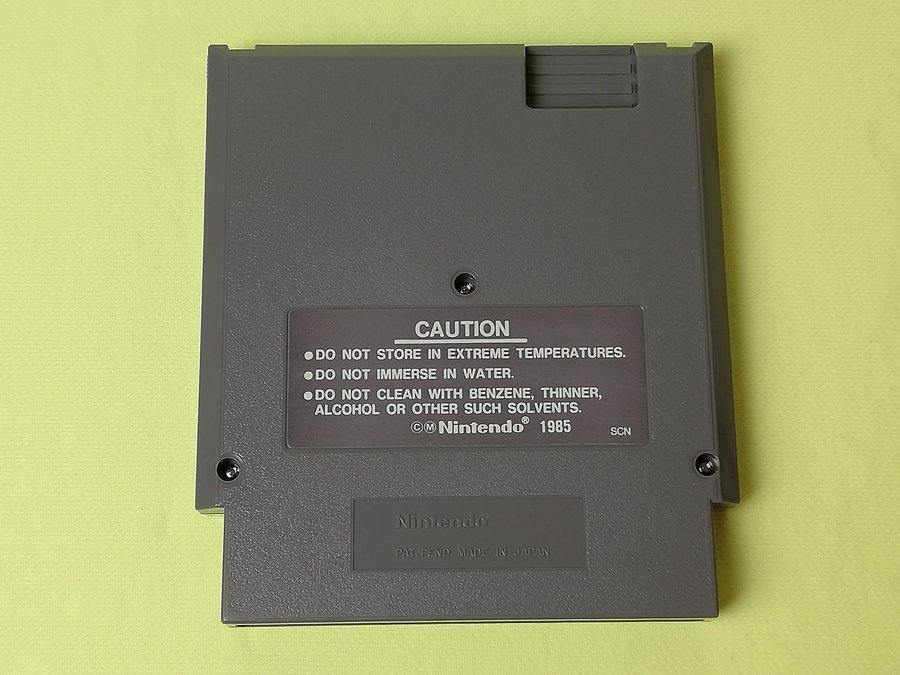 CAUTION
●DO NOT STORE IN EXTREME TEMPERATURES.
●DO NOT IMMERSE IN WATER.
●DO NOT CLEAN WITH BENZENE, THINNER,
ALCOHOL OR OTHER SUCH SOLVENTS.
©Ⓜ Nintendo® 1985 SCN
Nintendo®
PAT. PEND. MADE IN JAPAN